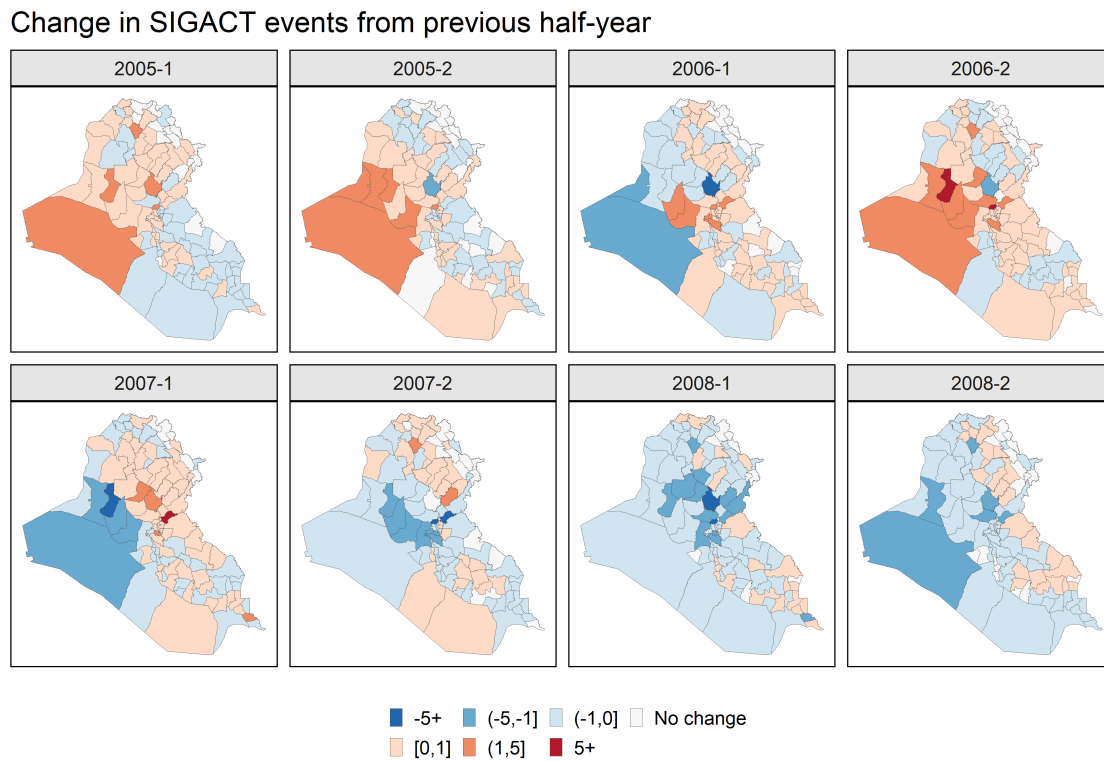 Change in SIGACT events from previous half-year
2005-1 2005-2 2006-1 2006-2
2007-1 2007-2 2008-1 2008-2
-5+ (-5,-1] (-1,0] No change
[0,1] (1,5] 5+